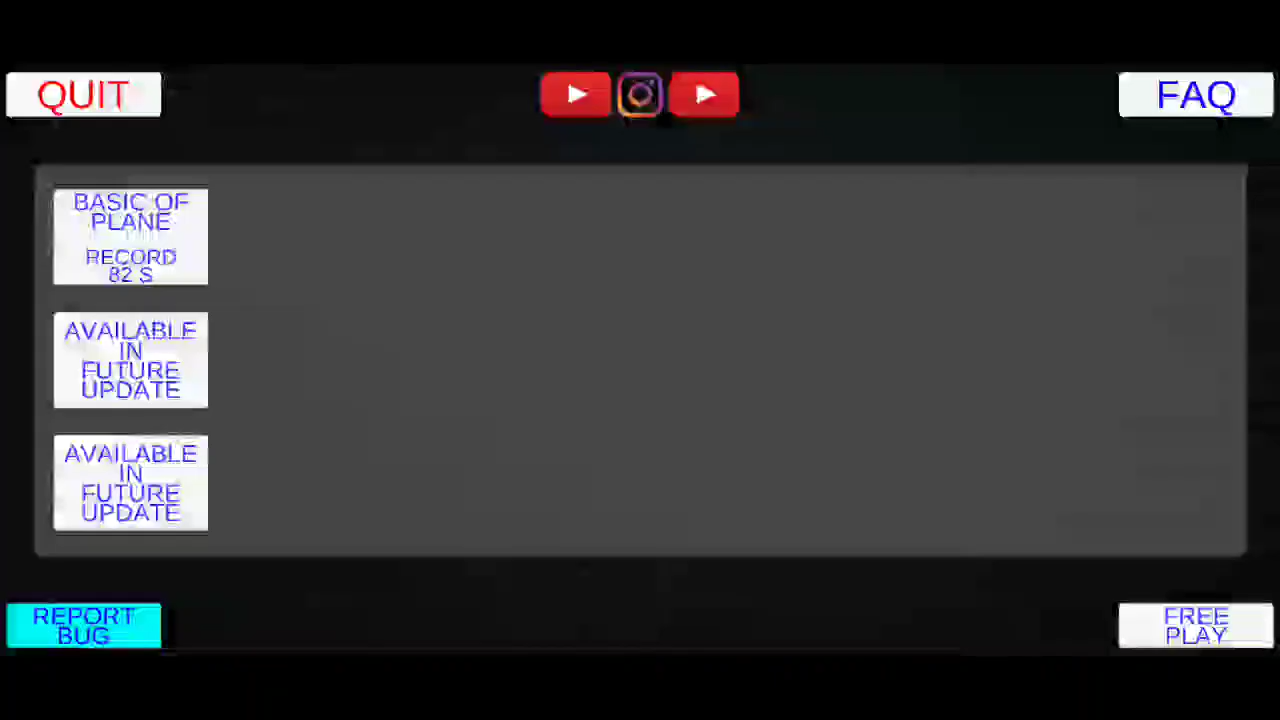 QUIT
FAQ
BASIC OF
PLANE
RECORD
82 S
AVAILABLE
IN
FUTURE
UPDATE
AVAILABLE
IN
FUTURE
UPDATE
REPORT
BUG
FREE
PLAY